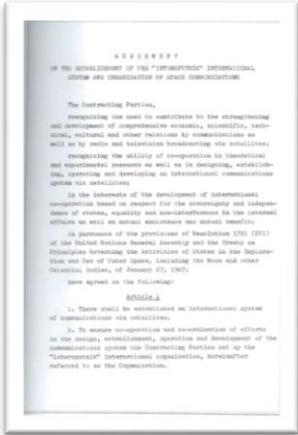 A G R E E M E N T
ON THE ESTABLISHMENT OF THE "INTERSPUTNIK" INTERNATIONAL
SYSTEM AND ORGANIZATION OF SPACE COMMUNICATIONS
The Contracting Parties,
recognizing the need to contribute to the strengthening
and development of comprehensive economic, scientific, tech-
nical, cultural and other relations by communications as
well as by radio and television broadcasting via satellites;
recognizing the utility of co-operation in theoretical
and experimental research as well as in designing, establish-
ing, operating and developing an international communications
system via satellites;
in the interests of the development of international
co-operation based on respect for the sovereignty and indepen-
dence of states, equality and non-interference in the internal
affairs as well as mutual assistance and mutual benefit;
in pursuance of the provisions of Resolution 1721 (XVI)
of the United Nations General Assembly and the Treaty on
Principles Governing the Activities of States in the Explora-
tion and Use of Outer Space, including the Moon and other
Celestial Bodies, of January 27, 1967;
have agreed on the following:
Article 1
1. There shall be established an international system
of communications via satellites.
2. To ensure co-operation and co-ordination of efforts
in the design, establishment, operation and development of the
communications system the Contracting Parties set up the
"Intersputnik" international organization, hereinafter
referred to as the Organization.